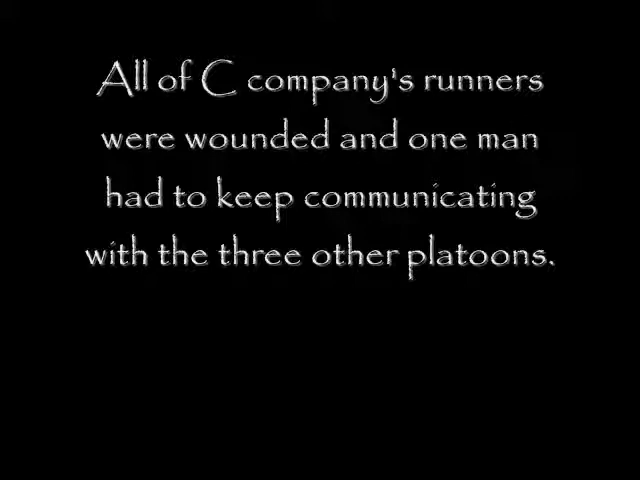 All of C company's runners
were wounded and one man
had to keep communicating
with the three other platoons.